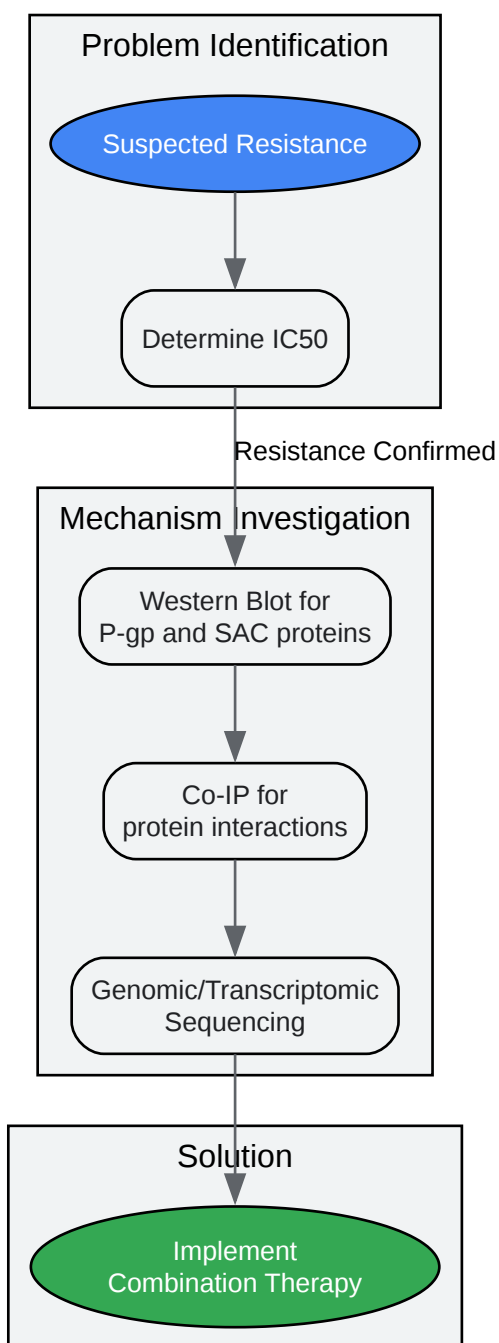 Problem Identification
Suspected Resistance
Determine IC50
Resistance Confirmed
Mechanism Investigation
Western Blot for
P-gp and SAC proteins
Co-IP for
protein interactions
Genomic/Transcriptomic
Sequencing
Solution
Implement
Combination Therapy